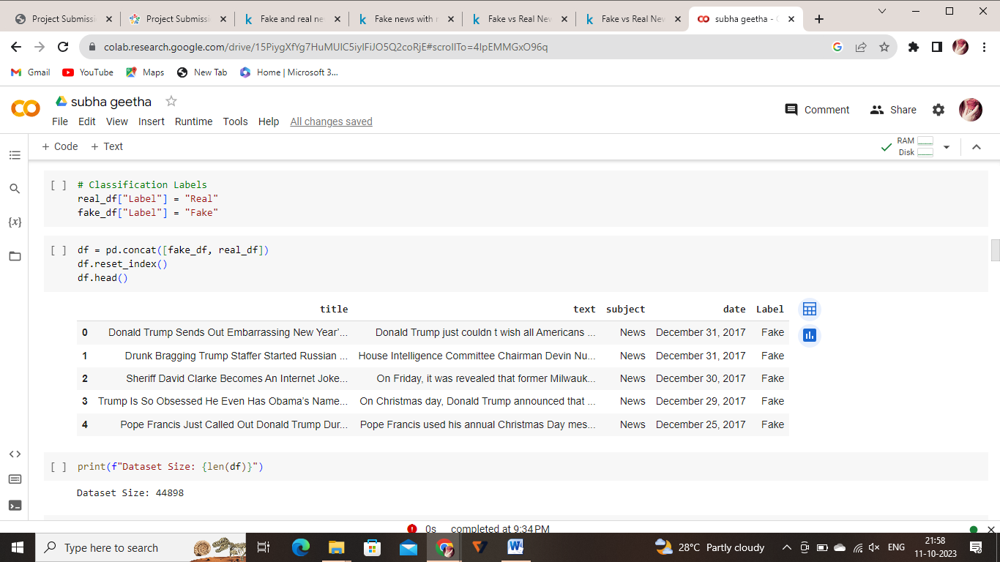 Project Submissi
Project Submissi
Fake and real ne
Fake news with r
Fake vs Real New
Fake vs Real New
subha geetha - C
colab.research.google.com/drive/15PiygXfYg7HuMUlC5iylFiJO5Q2coRjE#scrollTo=4lpEMMGxO96q
Gmail YouTube Maps New Tab Home | Microsoft 3...
subha geetha
File Edit View Insert Runtime Tools Help All changes saved
Comment Share
+ Code + Text
RAM
Disk
[ ] # Classification Labels
real_df["Label"] = "Real"
fake_df["Label"] = "Fake"
[ ] df = pd.concat([fake_df, real_df])
df.reset_index()
df.head()
title text subject date Label
0 Donald Trump Sends Out Embarrassing New Year’... Donald Trump just couldn t wish all Americans ... News December 31, 2017 Fake
1 Drunk Bragging Trump Staffer Started Russian ... House Intelligence Committee Chairman Devin Nu... News December 31, 2017 Fake
2 Sheriff David Clarke Becomes An Internet Joke... On Friday, it was revealed that former Milwauk... News December 30, 2017 Fake
3 Trump Is So Obsessed He Even Has Obama’s Name... On Christmas day, Donald Trump announced that ... News December 29, 2017 Fake
4 Pope Francis Just Called Out Donald Trump Dur... Pope Francis used his annual Christmas Day mes... News December 25, 2017 Fake
[ ] print(f"Dataset Size: {len(df)}")
Dataset Size: 44898
0s completed at 9:34 PM
Type here to search
28°C Partly cloudy
ENG
21:58
11-10-2023